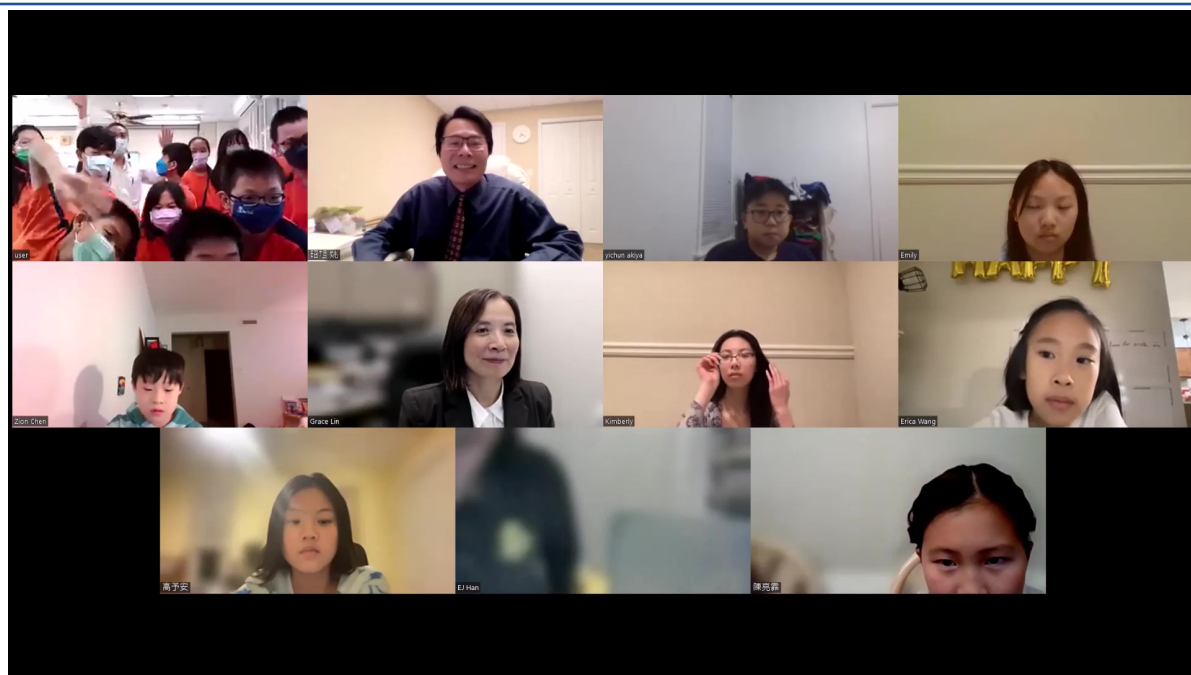 user
yichun akiya
Emily
Zion Chen
Grace Lin
Kimberly
Erica Wang
高予安
EJ Han
陳亮霖